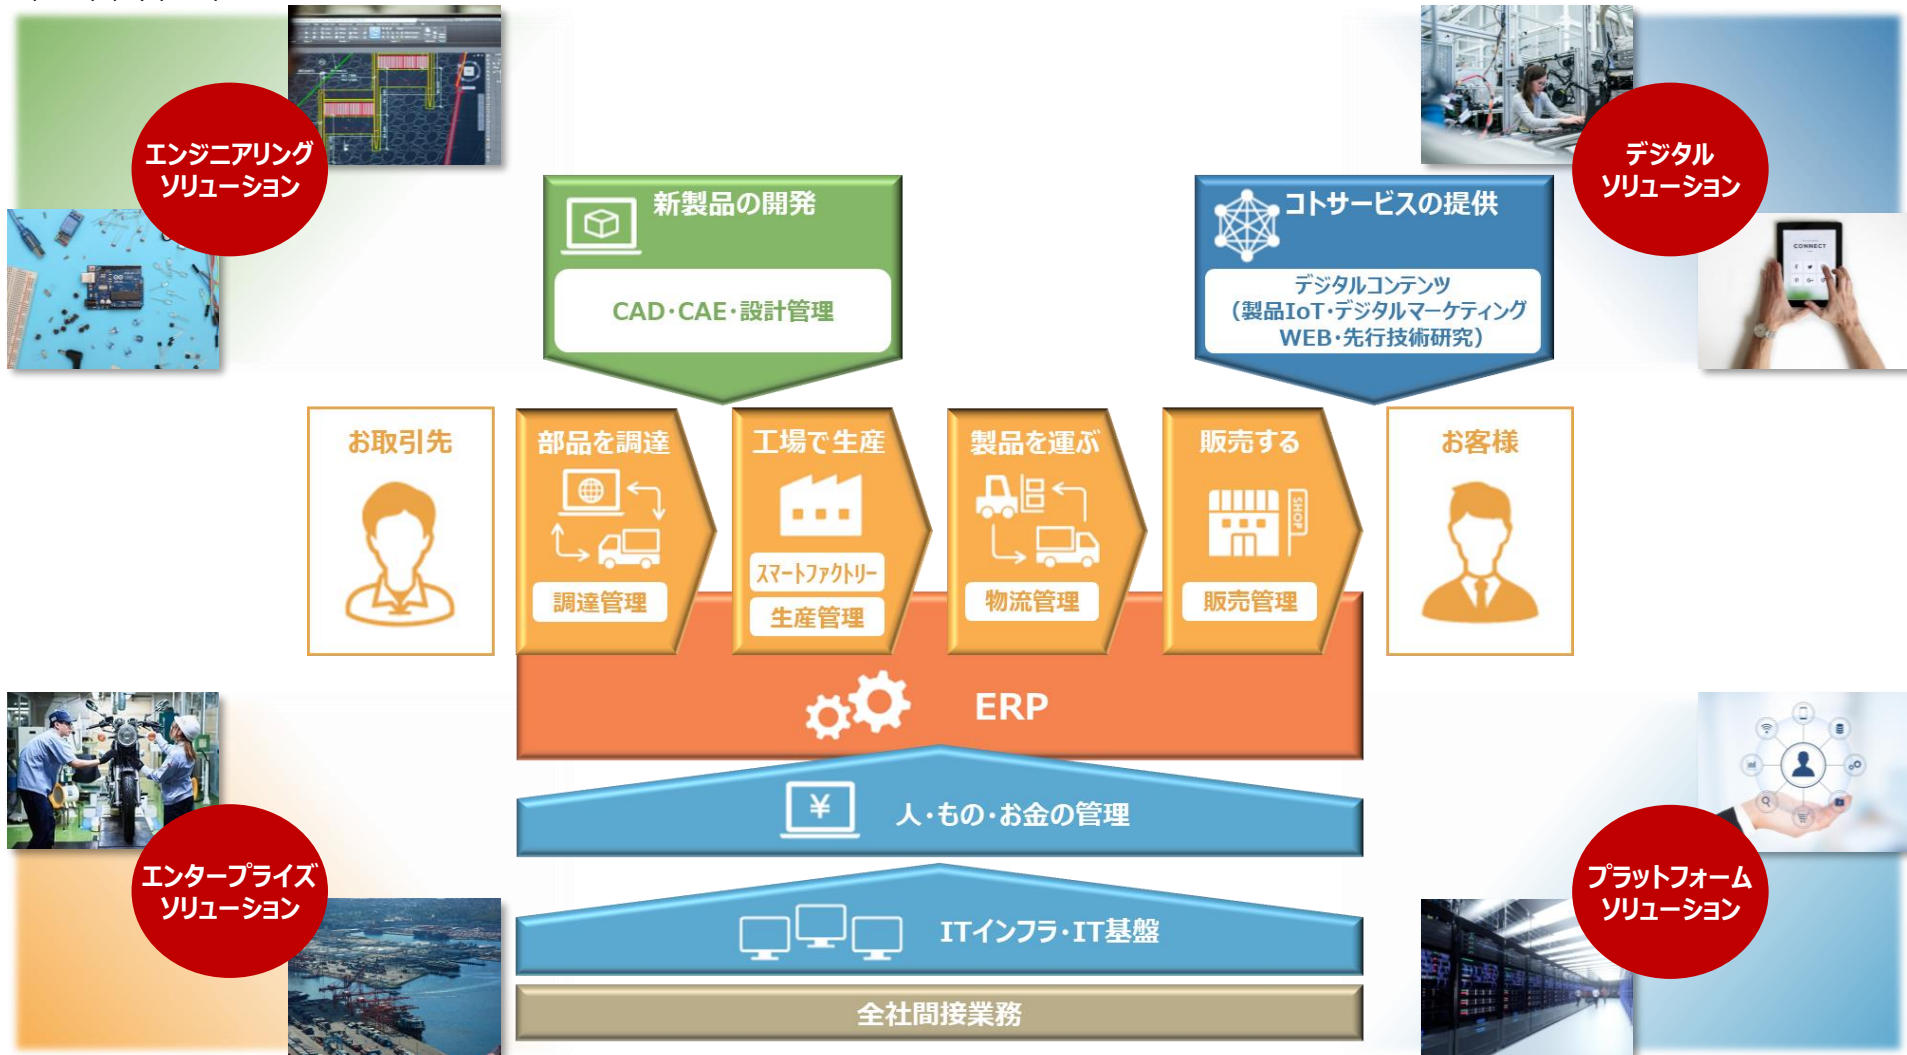 エンジニアリング
ソリューション
デジタル
ソリューション
CONNECT
新製品の開発
CAD・CAE・設計管理
コトサービスの提供
デジタルコンテンツ
（製品IoT・デジタルマーケティング
WEB・先行技術研究）
お取引先
部品を調達
調達管理
工場で生産
スマートファクトリー
生産管理
製品を運ぶ
物流管理
販売する
SHOP
販売管理
お客様
ERP
¥
人・もの・お金の管理
ITインフラ・IT基盤
全社間接業務
エンタープライズ
ソリューション
プラットフォーム
ソリューション